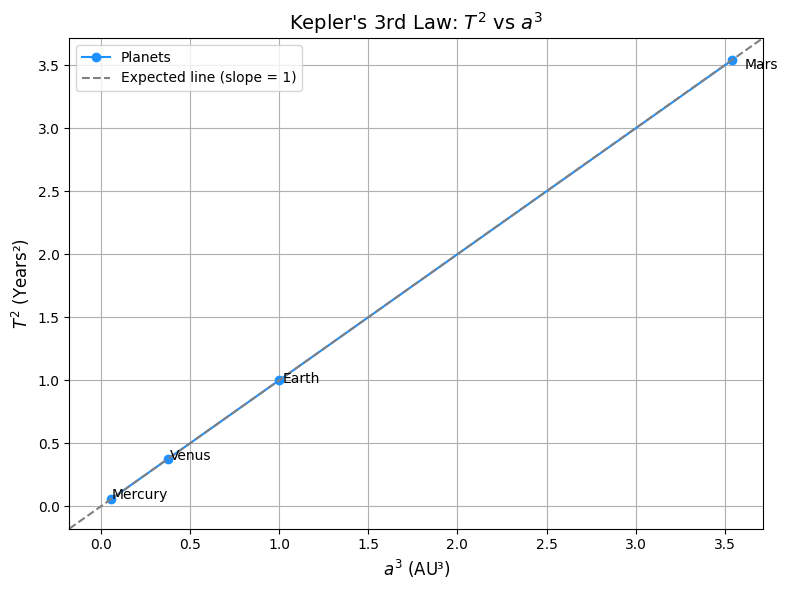 Kepler's 3rd Law: T² vs a³
Planets
Expected line (slope = 1)
T² (Years²)
3.5
3.0
2.5
2.0
1.5
1.0
0.5
0.0
Mars
Earth
Venus
Mercury
0.0 0.5 1.0 1.5 2.0 2.5 3.0 3.5
a³ (AU³)